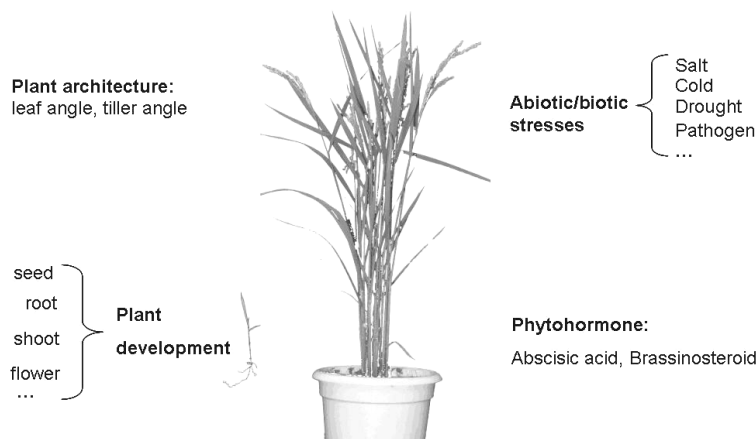 Plant architecture:
leaf angle, tiller angle
Abiotic/biotic
stresses
Salt
Cold
Drought
Pathogen
...
seed
root
shoot
flower
...
Plant
development
Phytohormone:
Abscisic acid, Brassinosteroid